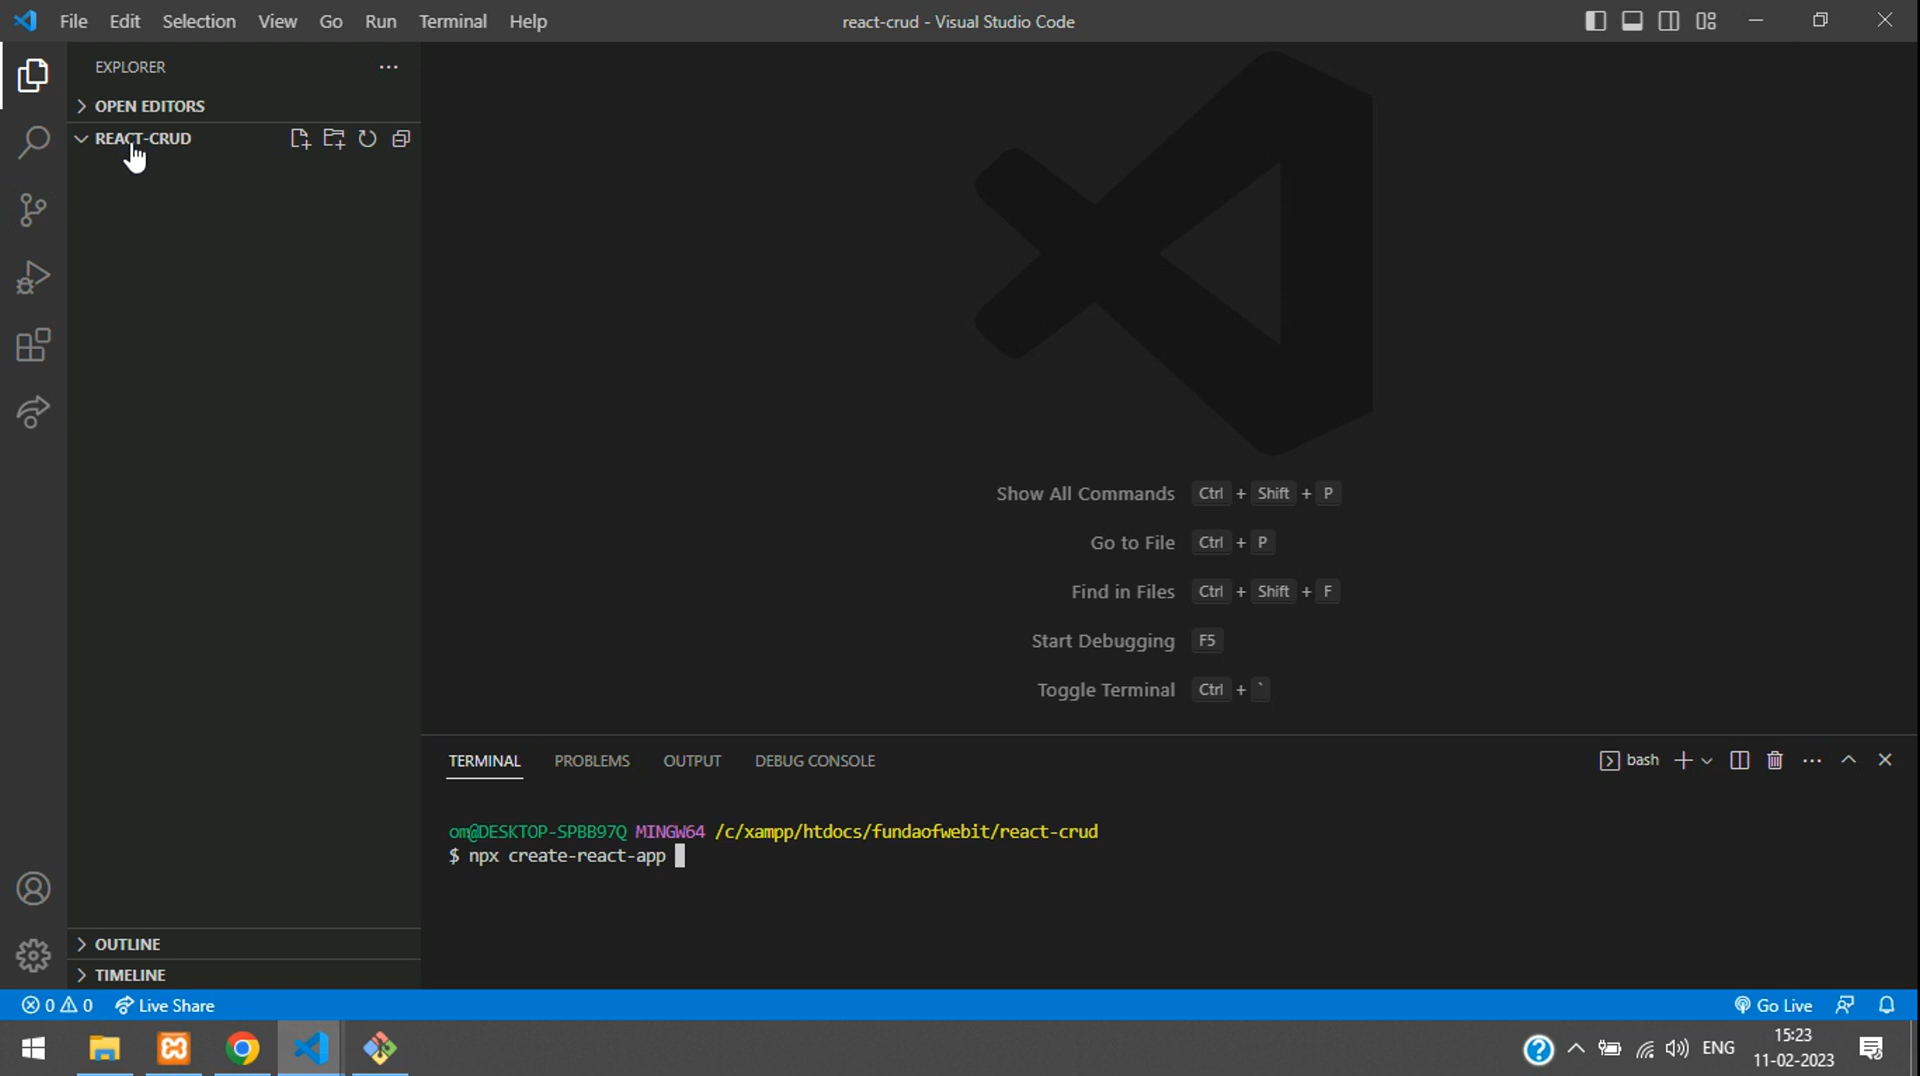 File Edit Selection View Go Run Terminal Help
react-crud - Visual Studio Code
EXPLORER
OPEN EDITORS
REACT-CRUD
Show All Commands Ctrl + Shift + P
Go to File Ctrl + P
Find in Files Ctrl + Shift + F
Start Debugging F5
Toggle Terminal Ctrl + `
TERMINAL PROBLEMS OUTPUT DEBUG CONSOLE
bash
om@DESKTOP-SPBB97Q MINGW64 /c/xampp/htdocs/fundaofwebit/react-crud
$ npx create-react-app
OUTLINE
TIMELINE
0 0 Live Share
Go Live
ENG
15:23
11-02-2023